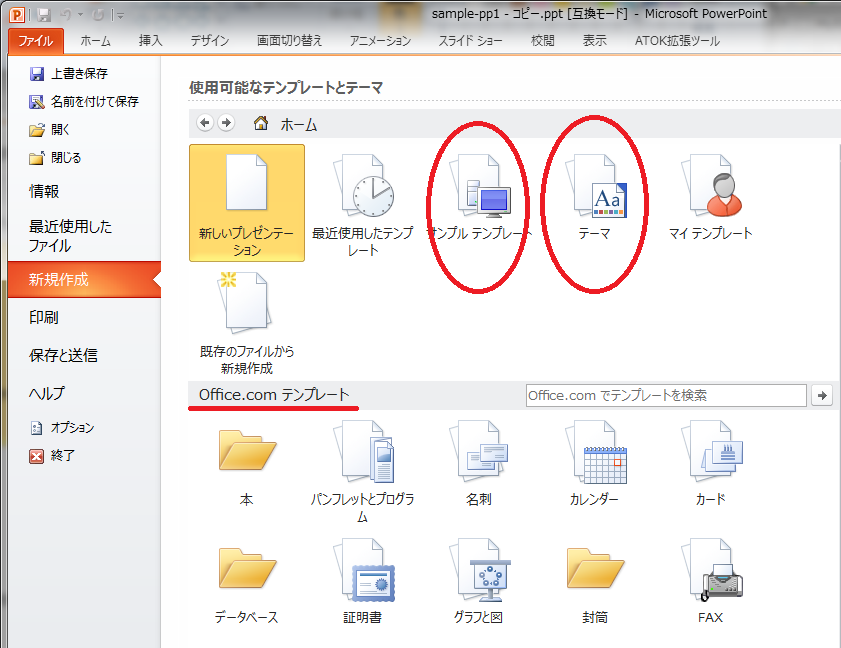 sample-pp1 - コピー.ppt [互換モード] - Microsoft PowerPoint
ファイル ホーム 挿入 デザイン 画面切り替え アニメーション スライド ショー 校閲 表示 ATOK拡張ツール
上書き保存
名前を付けて保存
開く
閉じる
情報
最近使用した
ファイル
新規作成
印刷
保存と送信
ヘルプ
オプション
終了
使用可能なテンプレートとテーマ
ホーム
新しいプレゼンテー
ション
最近使用したテンプ
レート
サンプル テンプレート
テーマ
マイ テンプレート
既存のファイルから
新規作成
Office.com テンプレート
Office.com でテンプレートを検索
本
パンフレットとプログラ
ム
名刺
カレンダー
カード
データベース
証明書
グラフと図
封筒
FAX